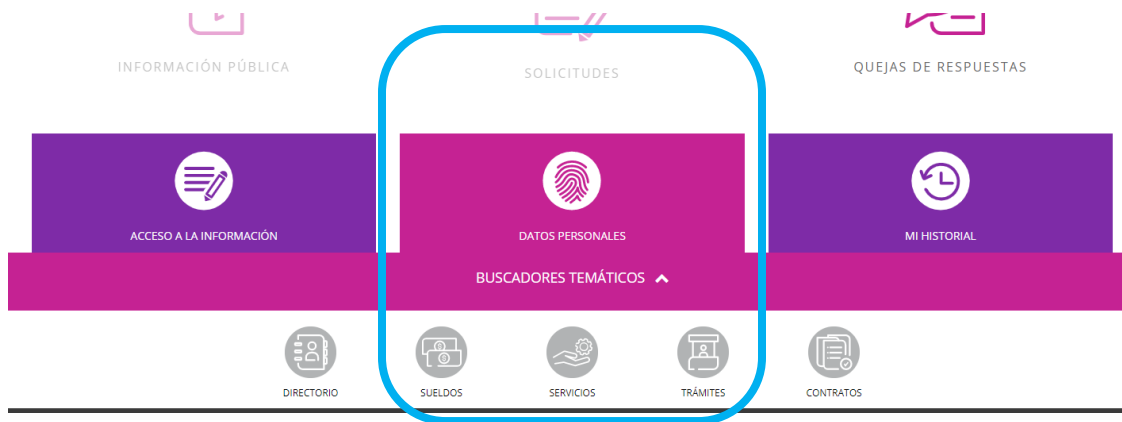 INFORMACIÓN PÚBLICA
SOLICITUDES
QUEJAS DE RESPUESTAS
ACCESO A LA INFORMACIÓN
DATOS PERSONALES
MI HISTORIAL
BUSCADORES TEMÁTICOS
DIRECTORIO
SUELDOS
SERVICIOS
TRÁMITES
CONTRATOS